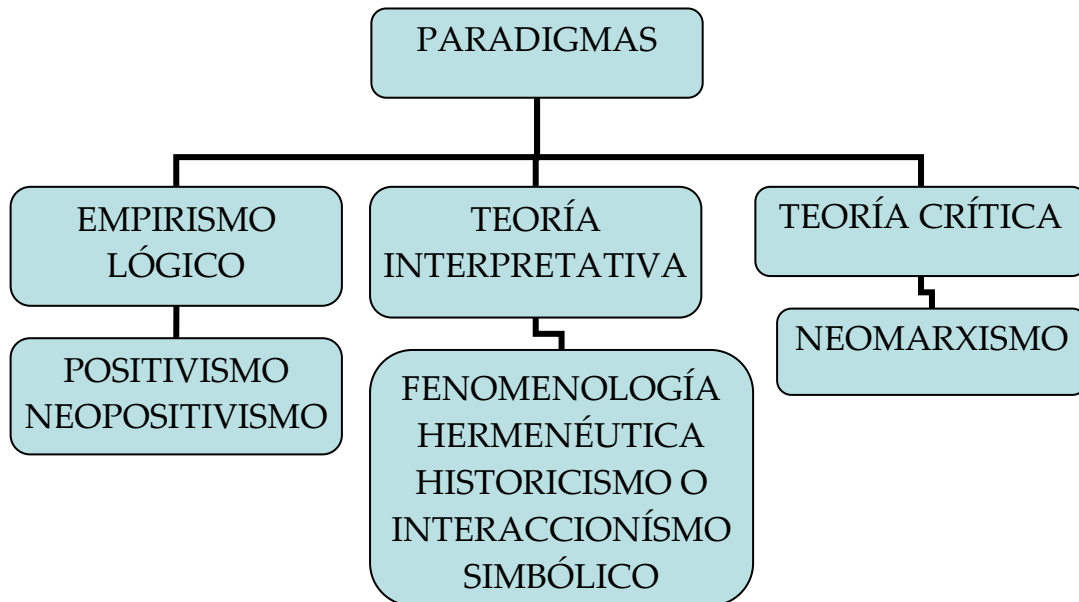 PARADIGMAS
EMPIRISMO
LÓGICO
TEORÍA
INTERPRETATIVA
TEORÍA CRÍTICA
POSITIVISMO
NEOPOSITIVISMO
FENOMENOLOGÍA
HERMENÉUTICA
HISTORICISMO O
INTERACCIONÍSMO
SIMBÓLICO
NEOMARXISMO